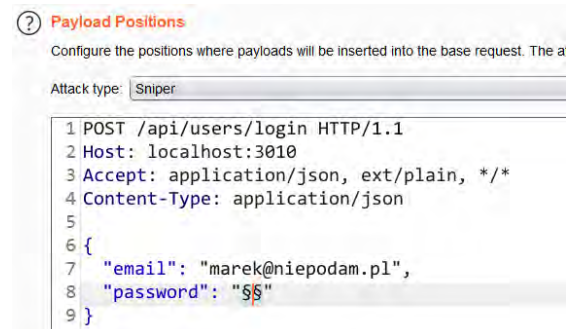 ? Payload Positions
Configure the positions where payloads will be inserted into the base request. The a
Attack type: Sniper
1 POST /api/users/login HTTP/1.1
2 Host: localhost:3010
3 Accept: application/json, ext/plain, */*
4 Content-Type: application/json
5
6 {
7 "email": "marek@niepodam.pl",
8 "password": "§§"
9 }